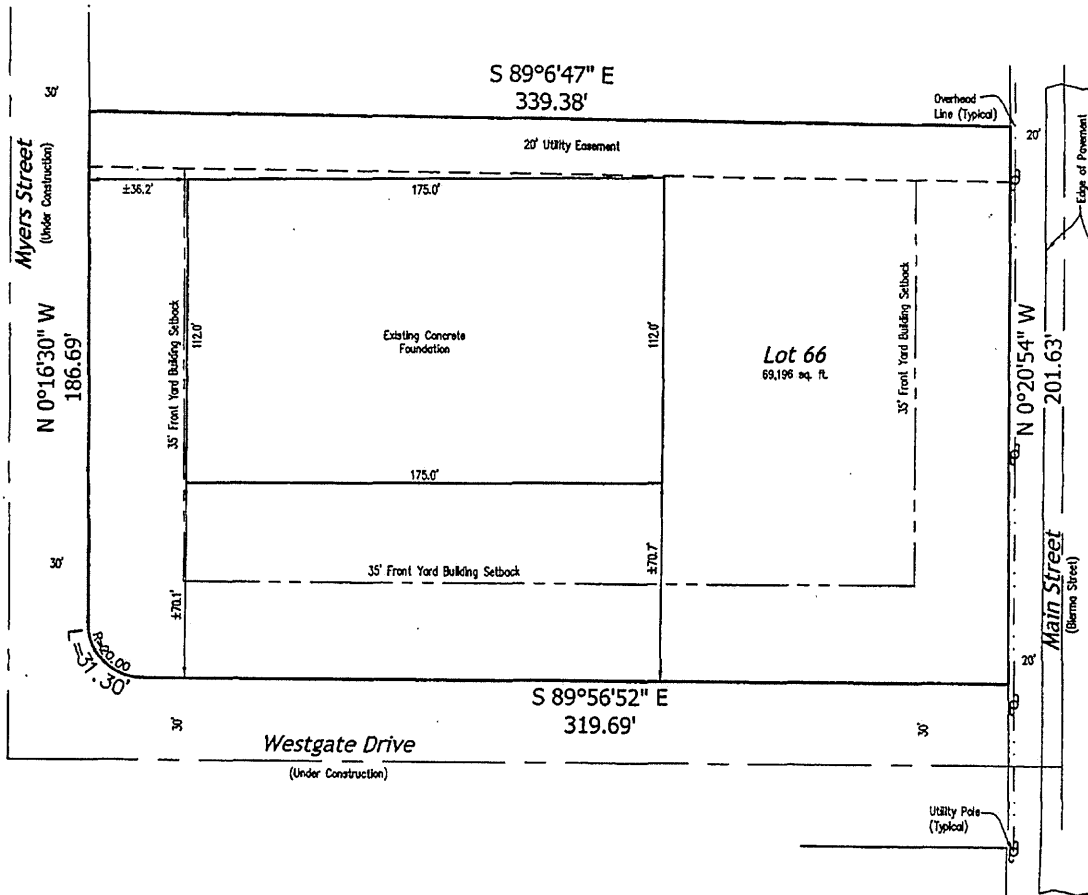 S 89°6'47" E
339.38'
Overhead
Line (Typical)
30'
20'
20' Utility Easement
Edge of Pavement
Myers Street
(Under Construction)
±36.2'
175.0'
35' Front Yard Building Setback
112.0'
Existing Concrete
Foundation
112.0'
Lot 66
69,196 sq. ft.
35' Front Yard Building Setback
N 0°16'30" W
186.69'
N 0°20'54" W
201.63'
175.0'
30'
35' Front Yard Building Setback
±70.1'
±70.7'
Main Street
(Blerma Street)
20'
R=20.00
L=31.30'
S 89°56'52" E
319.69'
30'
30'
Westgate Drive
(Under Construction)
Utility Pole
(Typical)